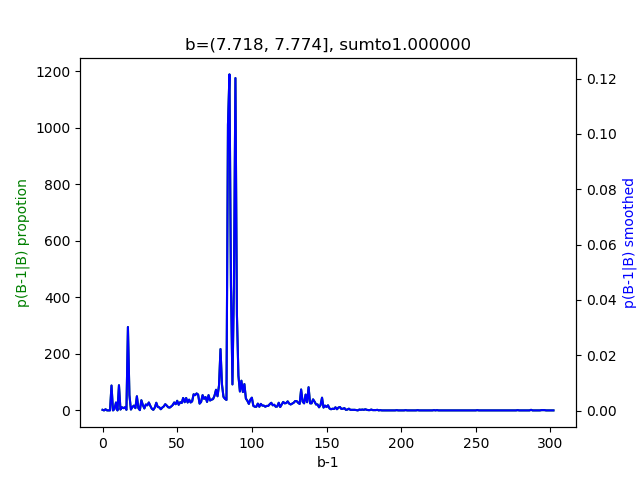 b=(7.718, 7.774], sumto1.000000
1200
1000
800
600
400
200
0
0.12
0.10
0.08
0.06
0.04
0.02
0.00
p(B-1|B) propotion
p(B-1|B) smoothed
0 50 100 150 200 250 300
b-1